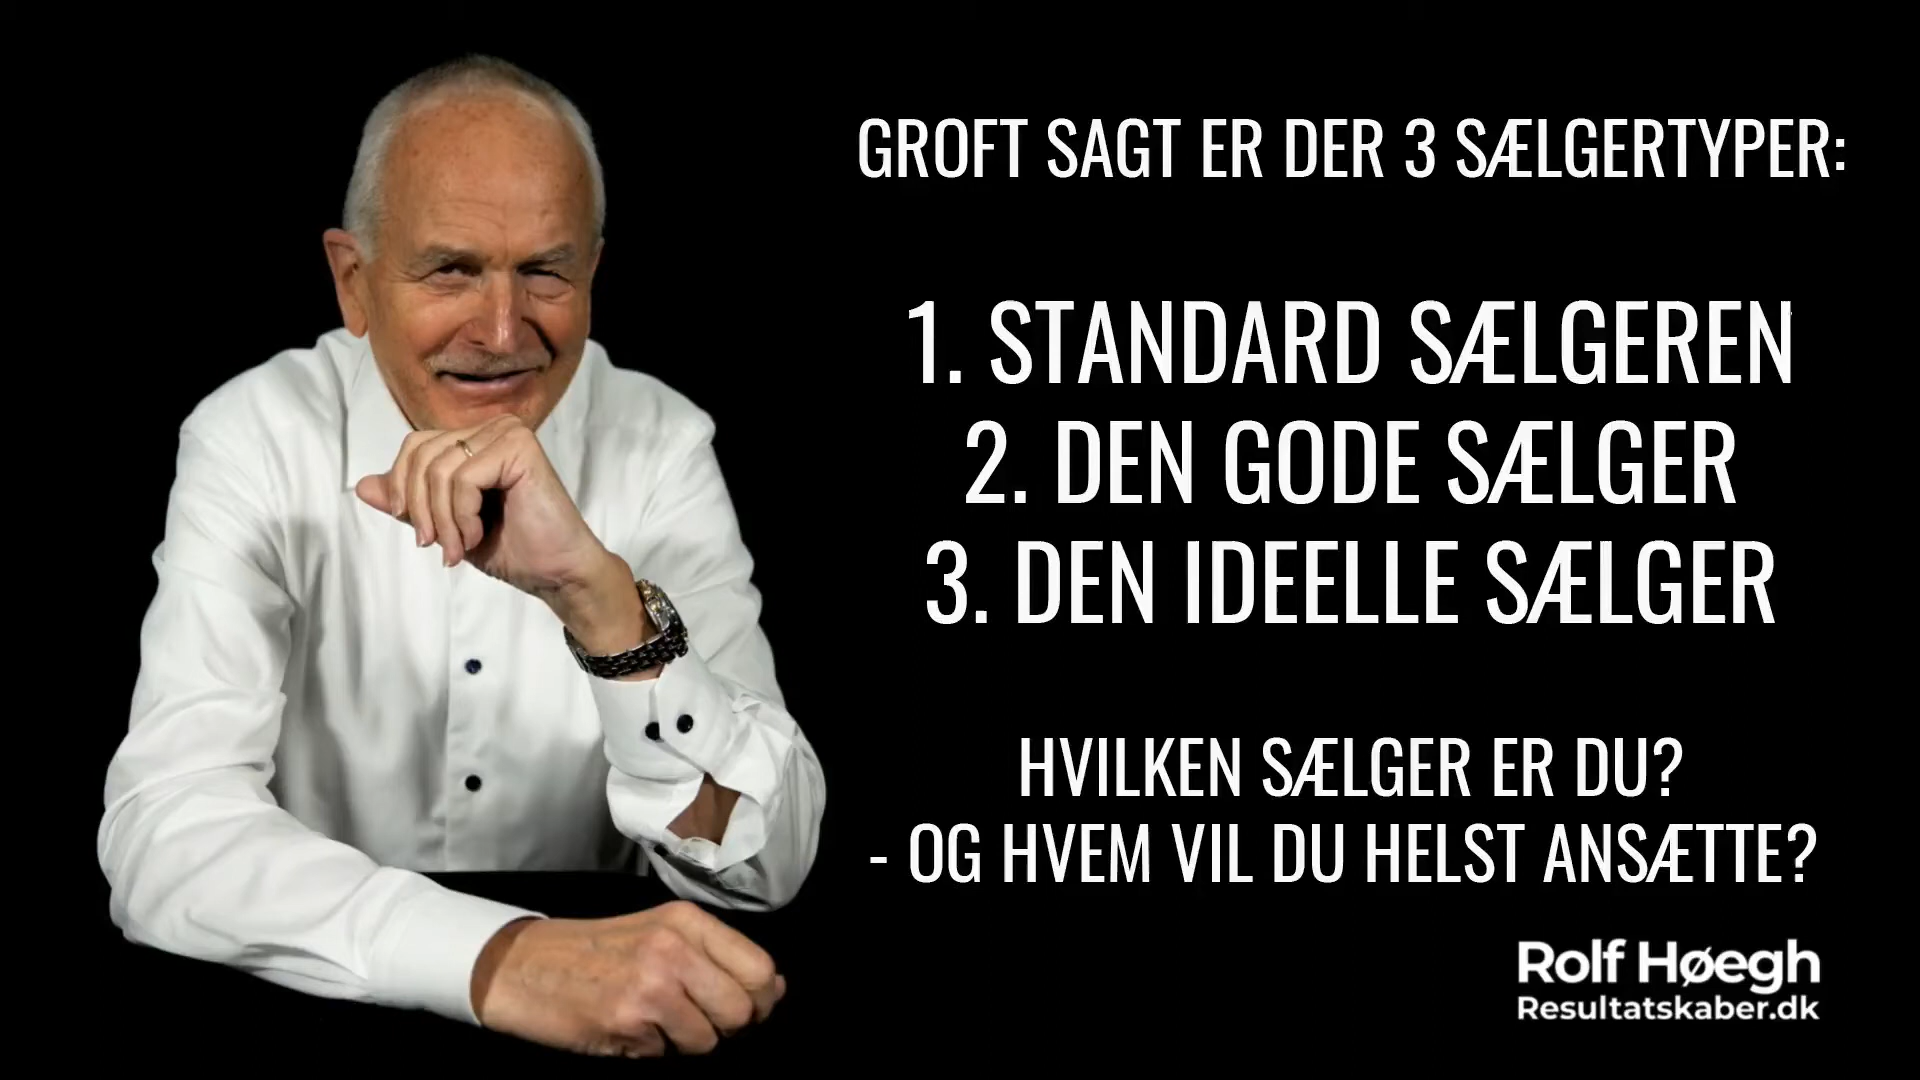 GROFT SAGT ER DER 3 SÆLGERTYPER:
1. STANDARD SÆLGEREN
2. DEN GODE SÆLGER
3. DEN IDEELLE SÆLGER
HVILKEN SÆLGER ER DU?
- OG HVEM VIL DU HELST ANSÆTTE?
Rolf Høegh
Resultatskaber.dk